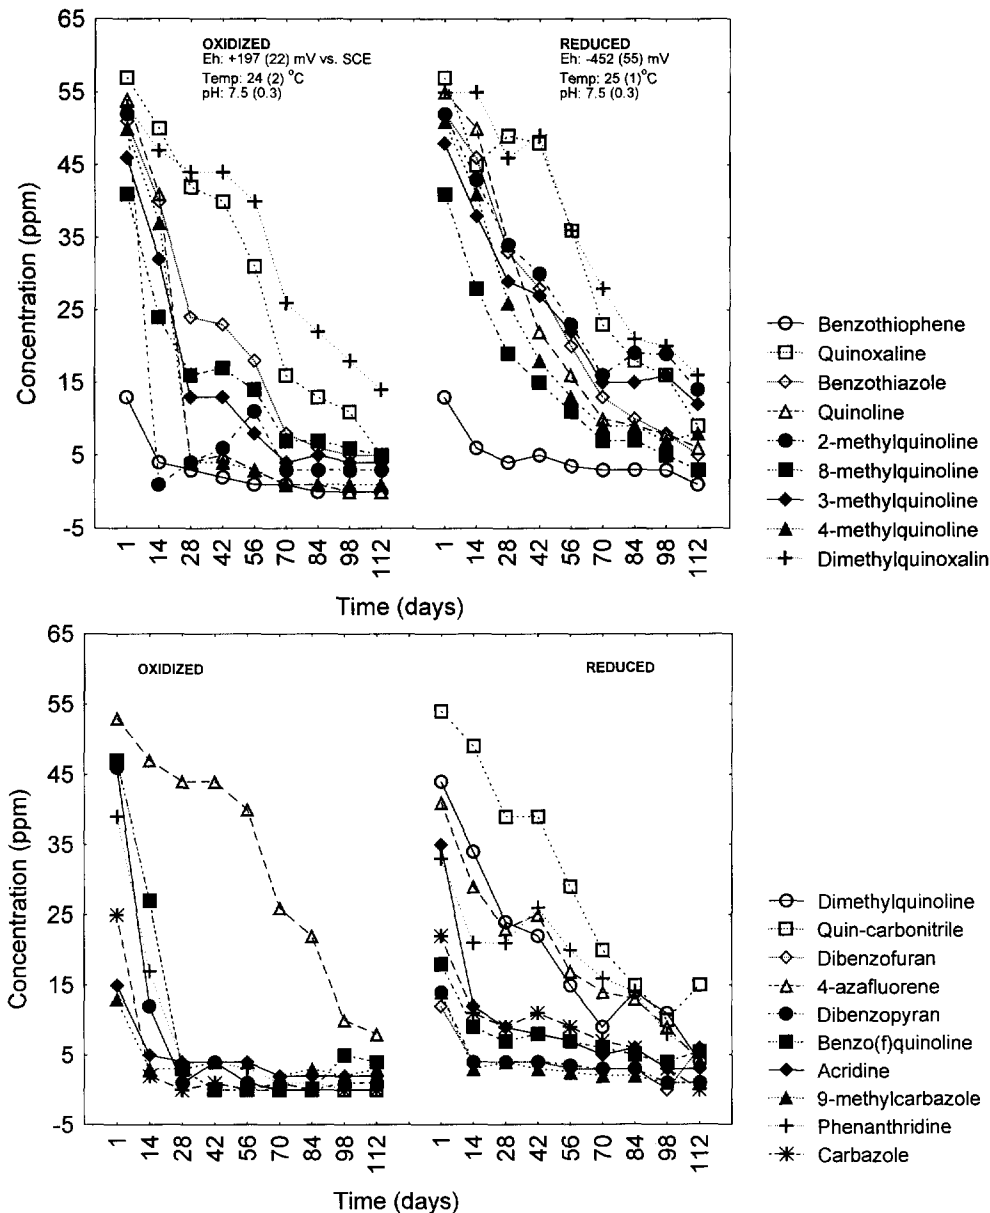 65
55
45
35
25
15
5
-5
Concentration (ppm)
OXIDIZED
Eh: +197 (22) mV vs. SCE
Temp: 24 (2) °C
pH: 7.5 (0.3)
REDUCED
Eh: -452 (55) mV
Temp: 25 (1)°C
pH: 7.5 (0.3)
1 14 28 42 56 70 84 98 112
1 14 28 42 56 70 84 98 112
Time (days)
Benzothiophene
Quinoxaline
Benzothiazole
Quinoline
2-methylquinoline
8-methylquinoline
3-methylquinoline
4-methylquinoline
Dimethylquinoxalin
65
55
45
35
25
15
5
-5
Concentration (ppm)
OXIDIZED
REDUCED
1 14 28 42 56 70 84 98 112
1 14 28 42 56 70 84 98 112
Time (days)
Dimethylquinoline
Quin-carbonitrile
Dibenzofuran
4-azafluorene
Dibenzopyran
Benzo(f)quinoline
Acridine
9-methylcarbazole
Phenanthridine
Carbazole